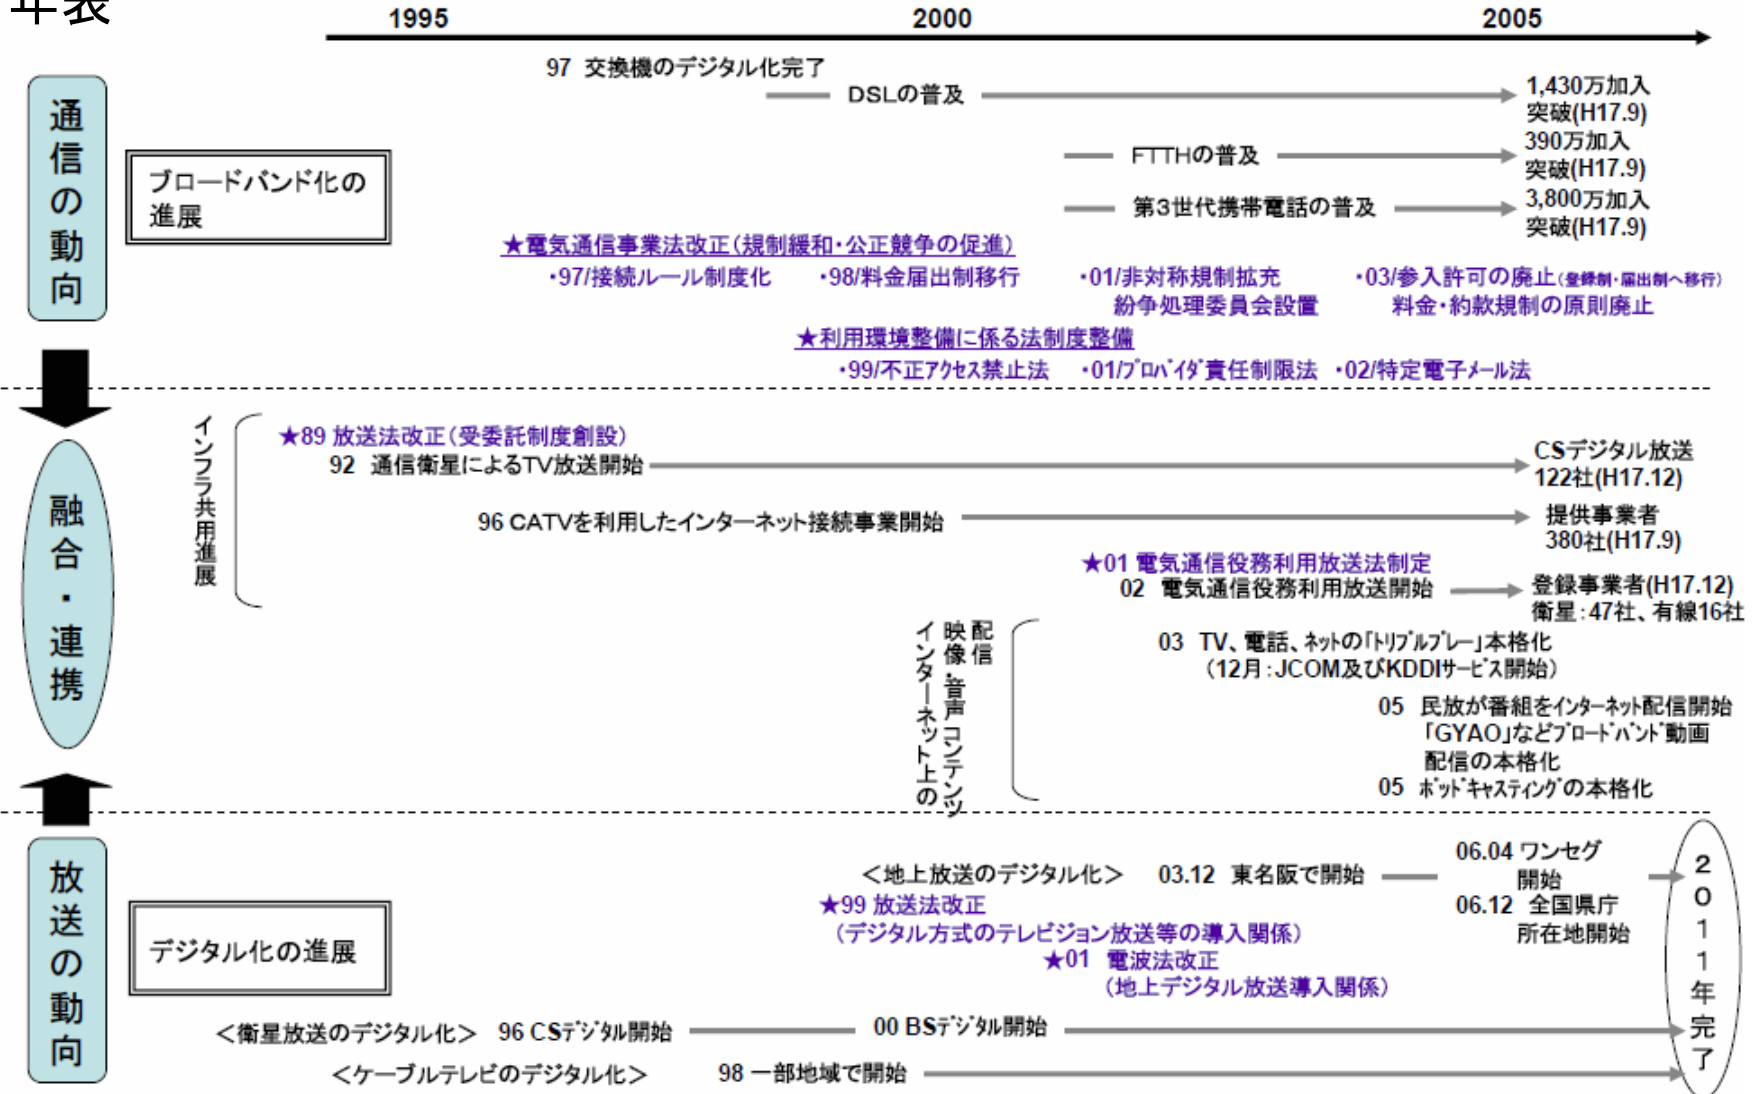 年表
1995
2000
2005
通信の動向
ブロードバンド化の
進展
97 交換機のデジタル化完了
DSLの普及
1,430万加入
突破(H17.9)
FTTHの普及
390万加入
突破(H17.9)
第3世代携帯電話の普及
3,800万加入
突破(H17.9)
★電気通信事業法改正(規制緩和・公正競争の促進)
・97/接続ルール制度化
・98/料金届出制移行
・01/非対称規制拡充
紛争処理委員会設置
・03/参入許可の廃止(登録制・届出制へ移行)
料金・約款規制の原則廃止
★利用環境整備に係る法制度整備
・99/不正アクセス禁止法
・01/プロバイダ責任制限法
・02/特定電子メール法
融合・連携
インフラ共用進展
★89 放送法改正(受委託制度創設)
92 通信衛星によるTV放送開始
CSデジタル放送
122社(H17.12)
96 CATVを利用したインターネット接続事業開始
提供事業者
380社(H17.9)
★01 電気通信役務利用放送法制定
02 電気通信役務利用放送開始
登録事業者(H17.12)
衛星:47社、有線16社
インターネット上の
映像・音声コンテンツ
配信
03 TV、電話、ネットの「トリプルプレー」本格化
(12月:JCOM及びKDDIサービス開始)
05 民放が番組をインターネット配信開始
「GYAO」などブロードバンド動画
配信の本格化
05 ポッドキャスティングの本格化
放送の動向
デジタル化の進展
<地上放送のデジタル化>
03.12 東名阪で開始
06.04 ワンセグ
開始
06.12 全国県庁
所在地開始
★99 放送法改正
(デジタル方式のテレビジョン放送等の導入関係)
★01 電波法改正
(地上デジタル放送導入関係)
<衛星放送のデジタル化>
96 CSデジタル開始
00 BSデジタル開始
<ケーブルテレビのデジタル化>
98 一部地域で開始
2011年完了